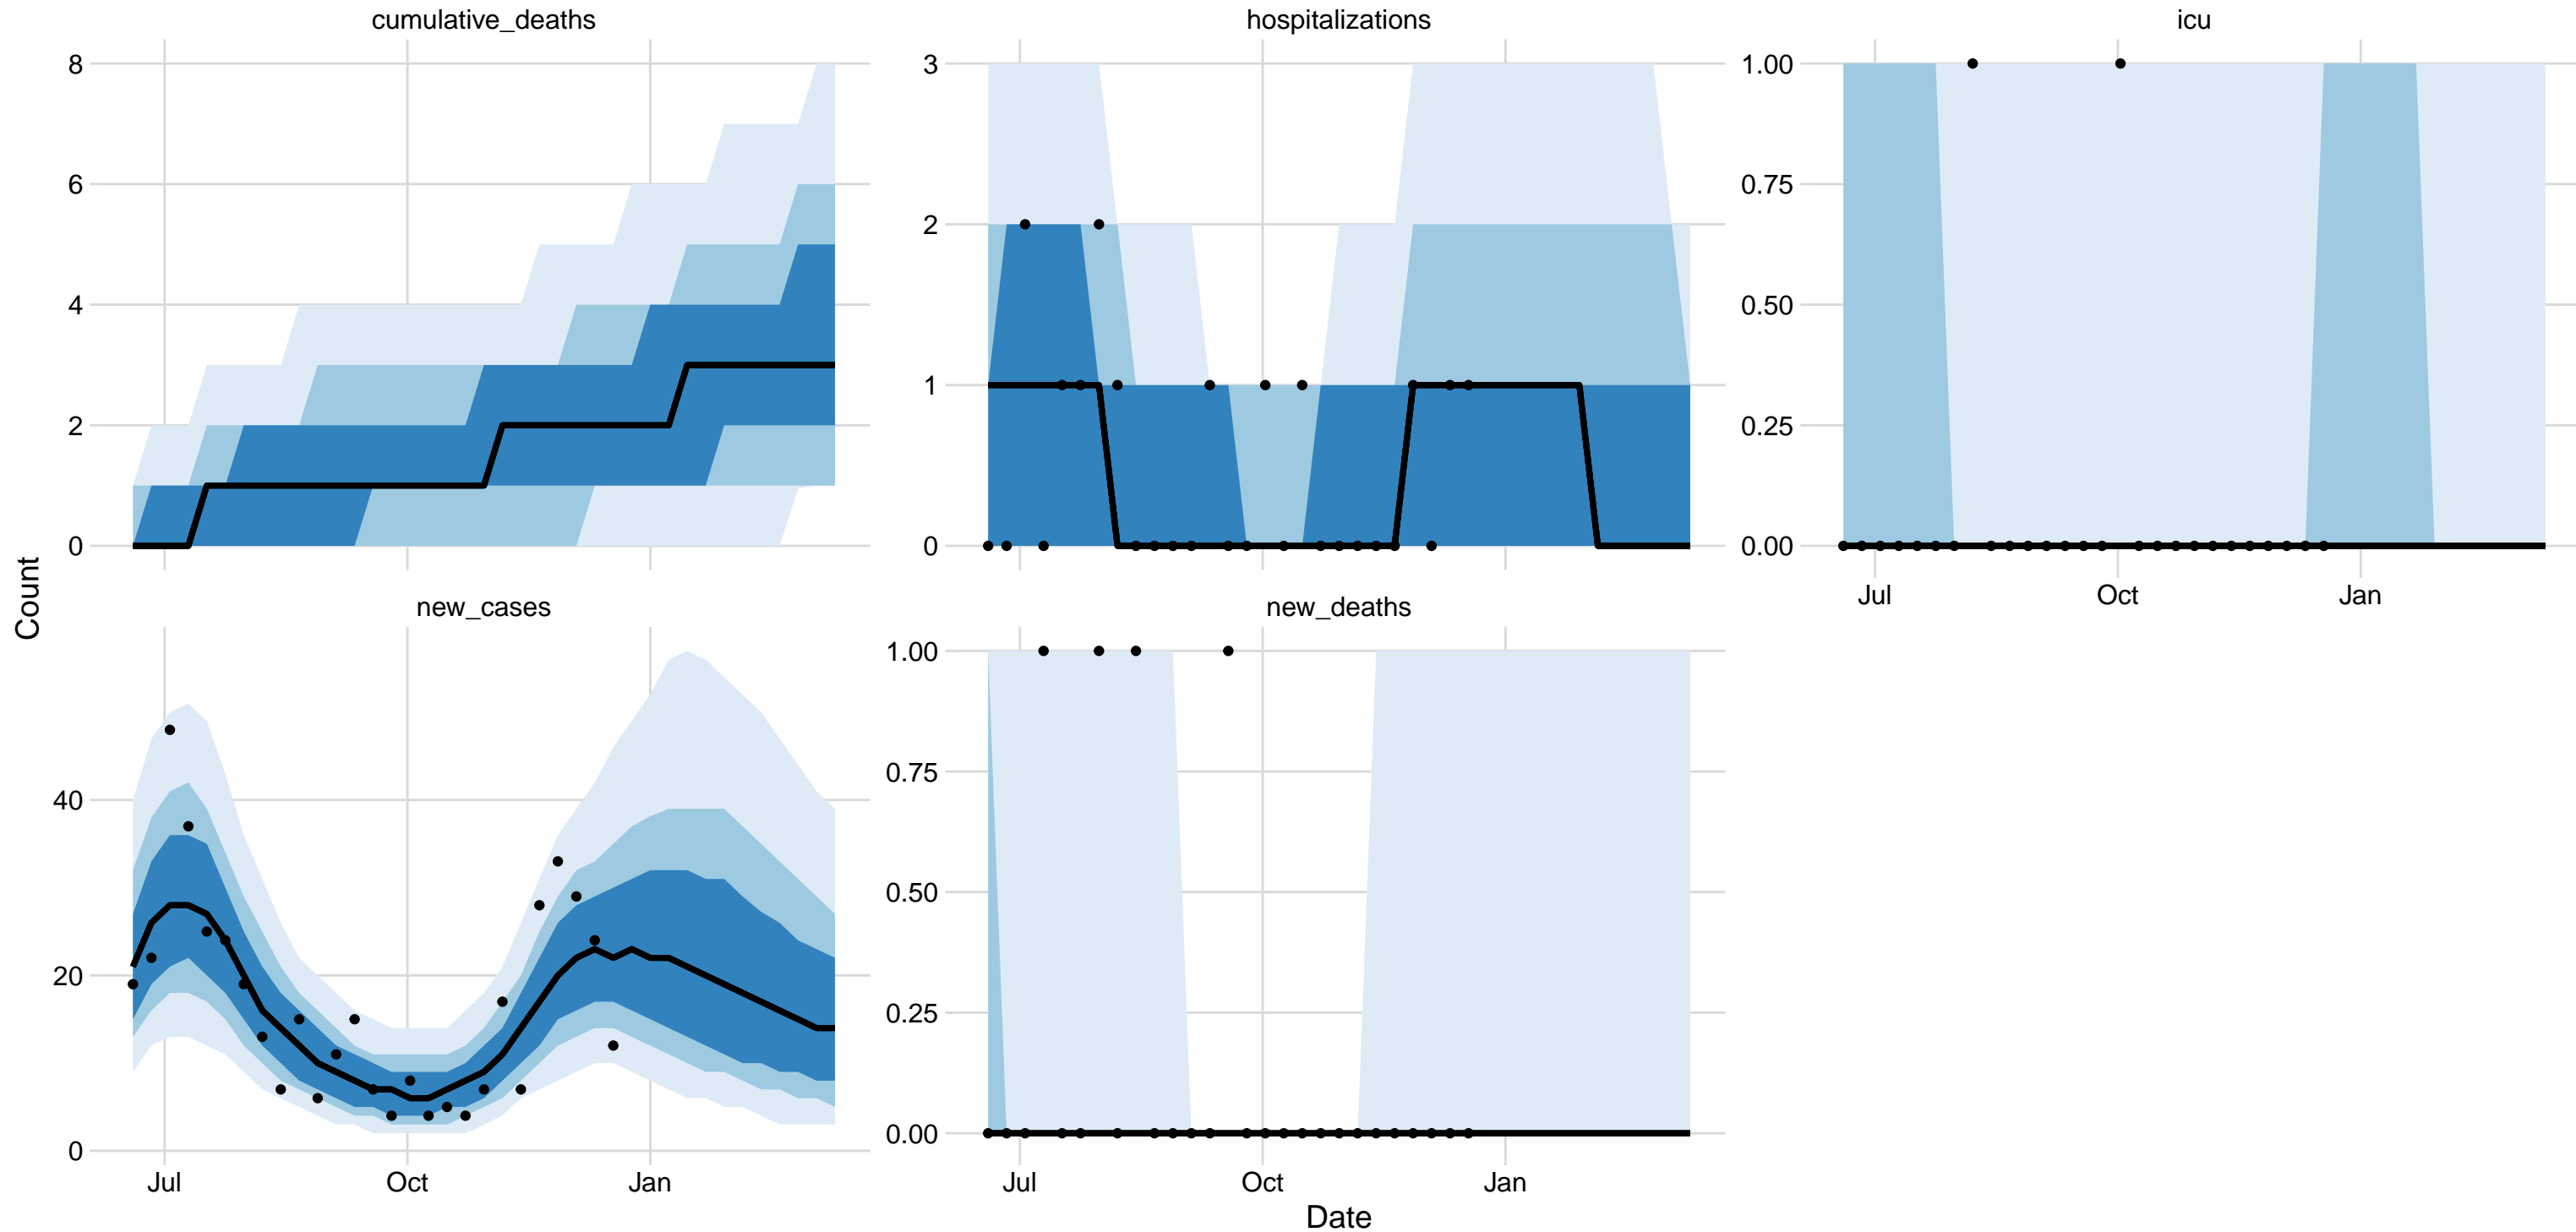 cumulative_deaths
hospitalizations
icu
8
6
4
2
0
3
2
1
0
1.00
0.75
0.50
0.25
0.00
Jul
Oct
Jan
Count
new_cases
new_deaths
40
20
0
1.00
0.75
0.50
0.25
0.00
Jul
Oct
Jan
Jul
Oct
Jan
Date